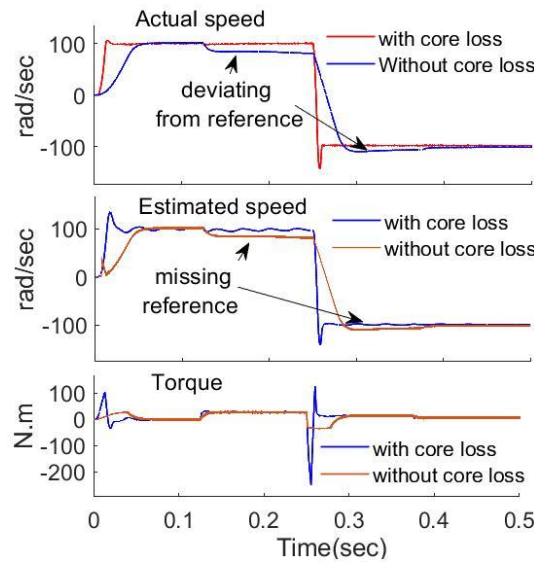 Actual speed
100
0
-100
rad/sec
with core loss
Without core loss
deviating
from reference
Estimated speed
100
0
-100
rad/sec
with core loss
without core loss
missing
reference
Torque
100
0
-100
-200
N.m
with core loss
without core loss
0
0.1
0.2
0.3
0.4
0.5
Time(sec)